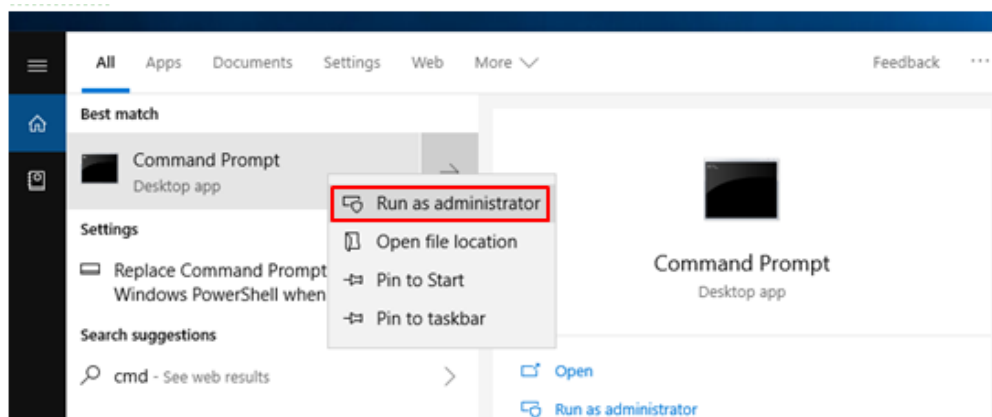 All Apps Documents Settings Web More Feedback ...
Best match
Command Prompt
Desktop app
Run as administrator
Open file location
Pin to Start
Pin to taskbar
Settings
Replace Command Prompt
Windows PowerShell when
Search suggestions
cmd - See web results
Command Prompt
Desktop app
Open
Run as administrator